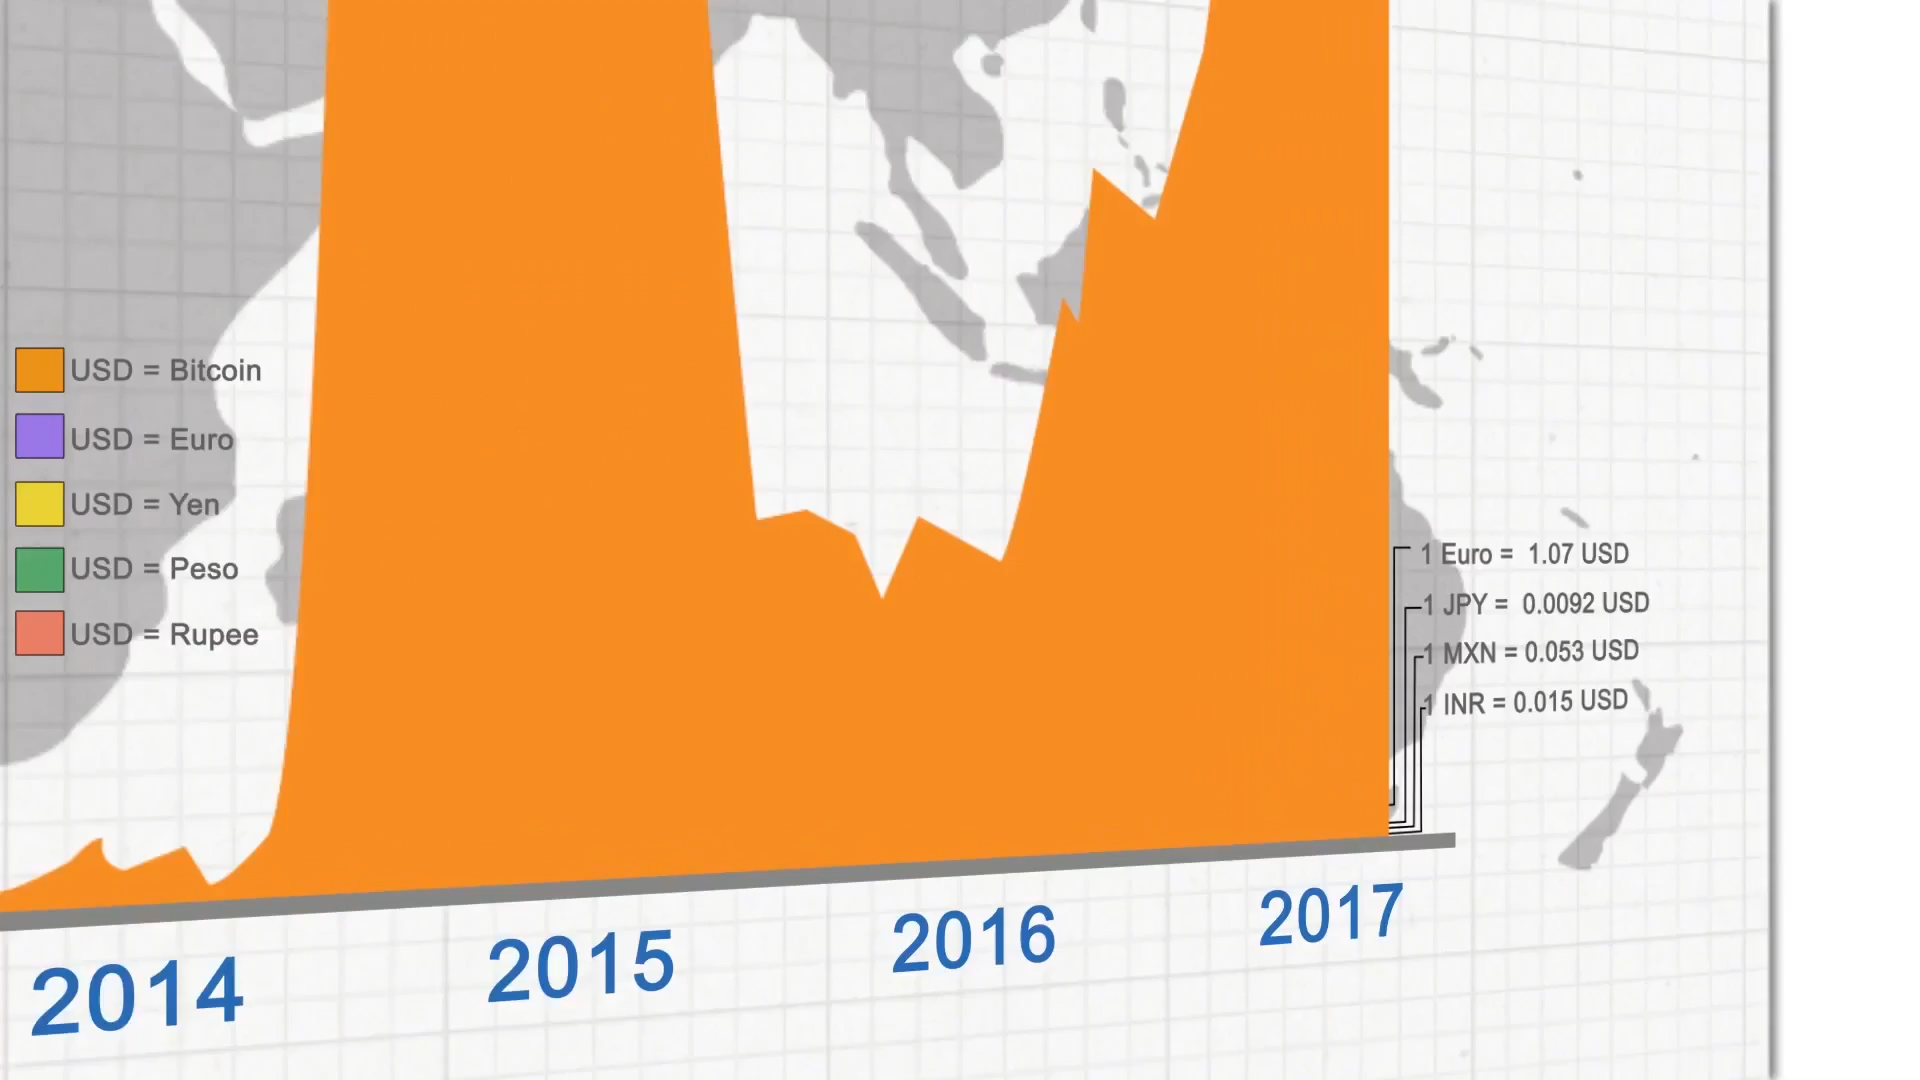 USD = Bitcoin
USD = Euro
USD = Yen
USD = Peso
USD = Rupee
1 Euro = 1.07 USD
1 JPY = 0.0092 USD
1 MXN = 0.053 USD
1 INR = 0.015 USD
2014 2015 2016 2017